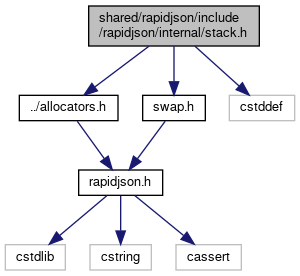 shared/rapidjson/include
/rapidjson/internal/stack.h
../allocators.h
swap.h
cstddef
rapidjson.h
cstdlib
cstring
cassert